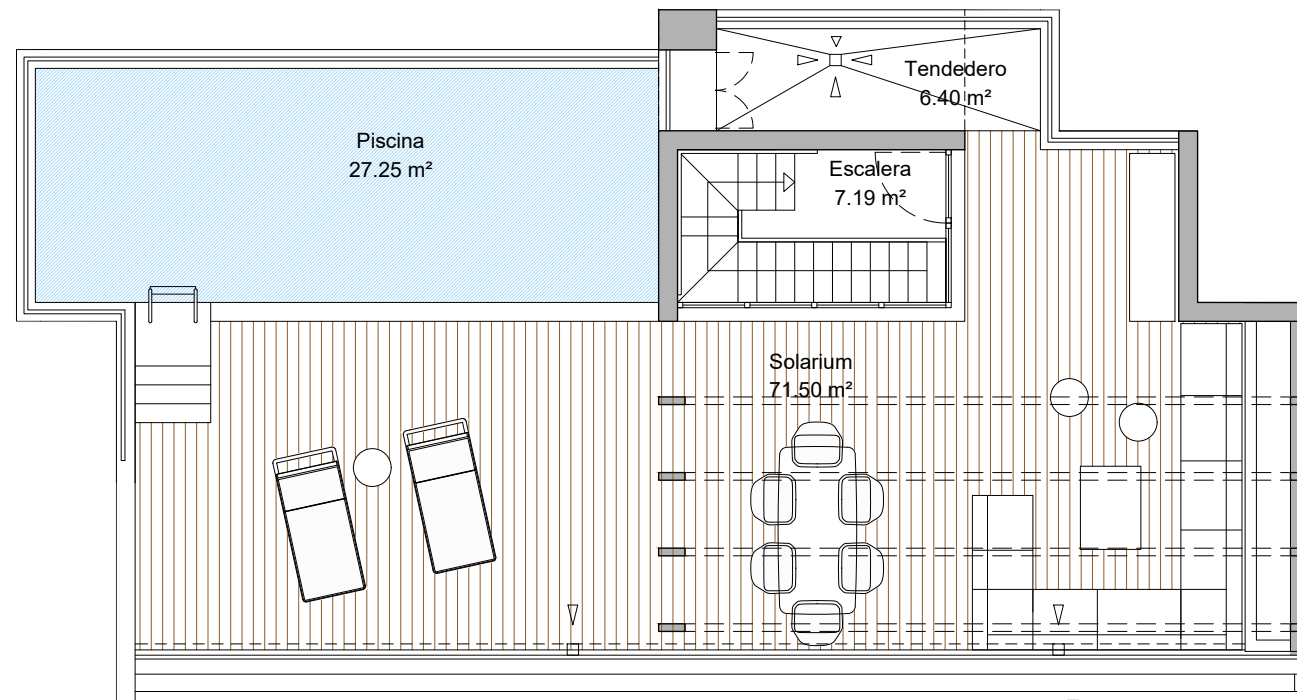 Tendedero
6.40 m²
Piscina
27.25 m²
Escalera
7.19 m²
Solarium
71.50 m²